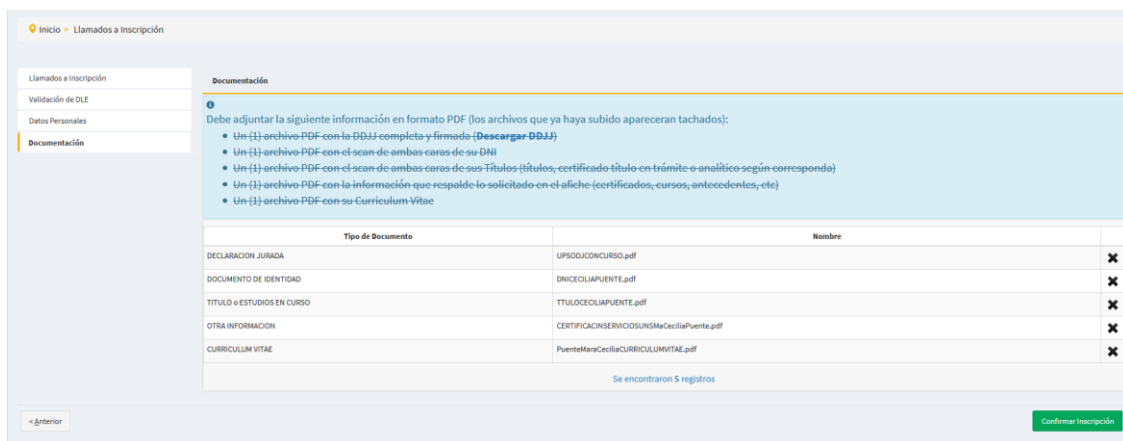 Inicio > Llamados a Inscripción
Llamados a Inscripción
Validación de DLE
Datos Personales
Documentación
Documentación
Debe adjuntar la siguiente información en formato PDF (los archivos que ya haya subido apareceran tachados):
• Un (1) archivo PDF con la DDJJ completa y firmada (Descargar DDJJ)
• Un (1) archivo PDF con el scan de ambas caras de su DNI
• Un (1) archivo PDF con el scan de ambas caras de sus Títulos (títulos, certificado título en trámite o analítico según corresponda)
• Un (1) archivo PDF con la información que respalde lo solicitado en el afiche (certificados, cursos, antecedentes, etc)
• Un (1) archivo PDF con su Curriculum Vitae
Tipo de Documento Nombre
DECLARACION JURADA UPSODJCONCURSO.pdf
DOCUMENTO DE IDENTIDAD DNICECILIAPUENTE.pdf
TITULO o ESTUDIOS EN CURSO TTULOCECILIAPUENTE.pdf
OTRA INFORMACION CERTIFICACINSERVICIOSUNSMaCeciliaPuente.pdf
CURRICULUM VITAE PuenteMaraCeciliaCURRICULUMVITAE.pdf
Se encontraron 5 registros
< Anterior Confirmar Inscripción